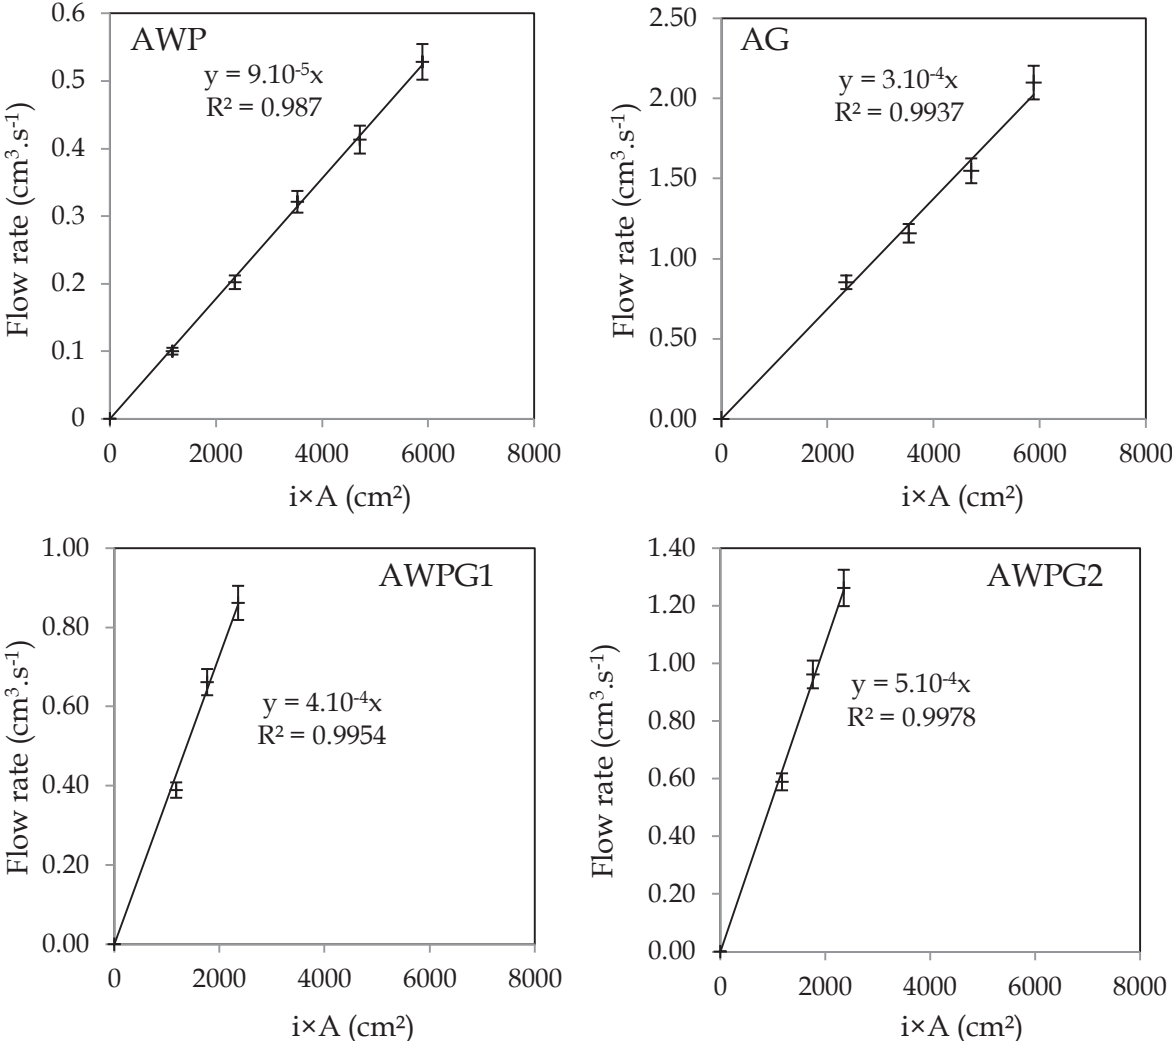 AWP
y = 9.10⁻⁵x
R² = 0.987
Flow rate (cm³.s⁻¹)
0.6
0.5
0.4
0.3
0.2
0.1
0
0 2000 4000 6000 8000
i×A (cm²)
AG
y = 3.10⁻⁴x
R² = 0.9937
Flow rate (cm³.s⁻¹)
2.50
2.00
1.50
1.00
0.50
0.00
0 2000 4000 6000 8000
i×A (cm²)
AWPG1
y = 4.10⁻⁴x
R² = 0.9954
Flow rate (cm³.s⁻¹)
1.00
0.80
0.60
0.40
0.20
0.00
0 2000 4000 6000 8000
i×A (cm²)
AWPG2
y = 5.10⁻⁴x
R² = 0.9978
Flow rate (cm³.s⁻¹)
1.40
1.20
1.00
0.80
0.60
0.40
0.20
0.00
0 2000 4000 6000 8000
i×A (cm²)